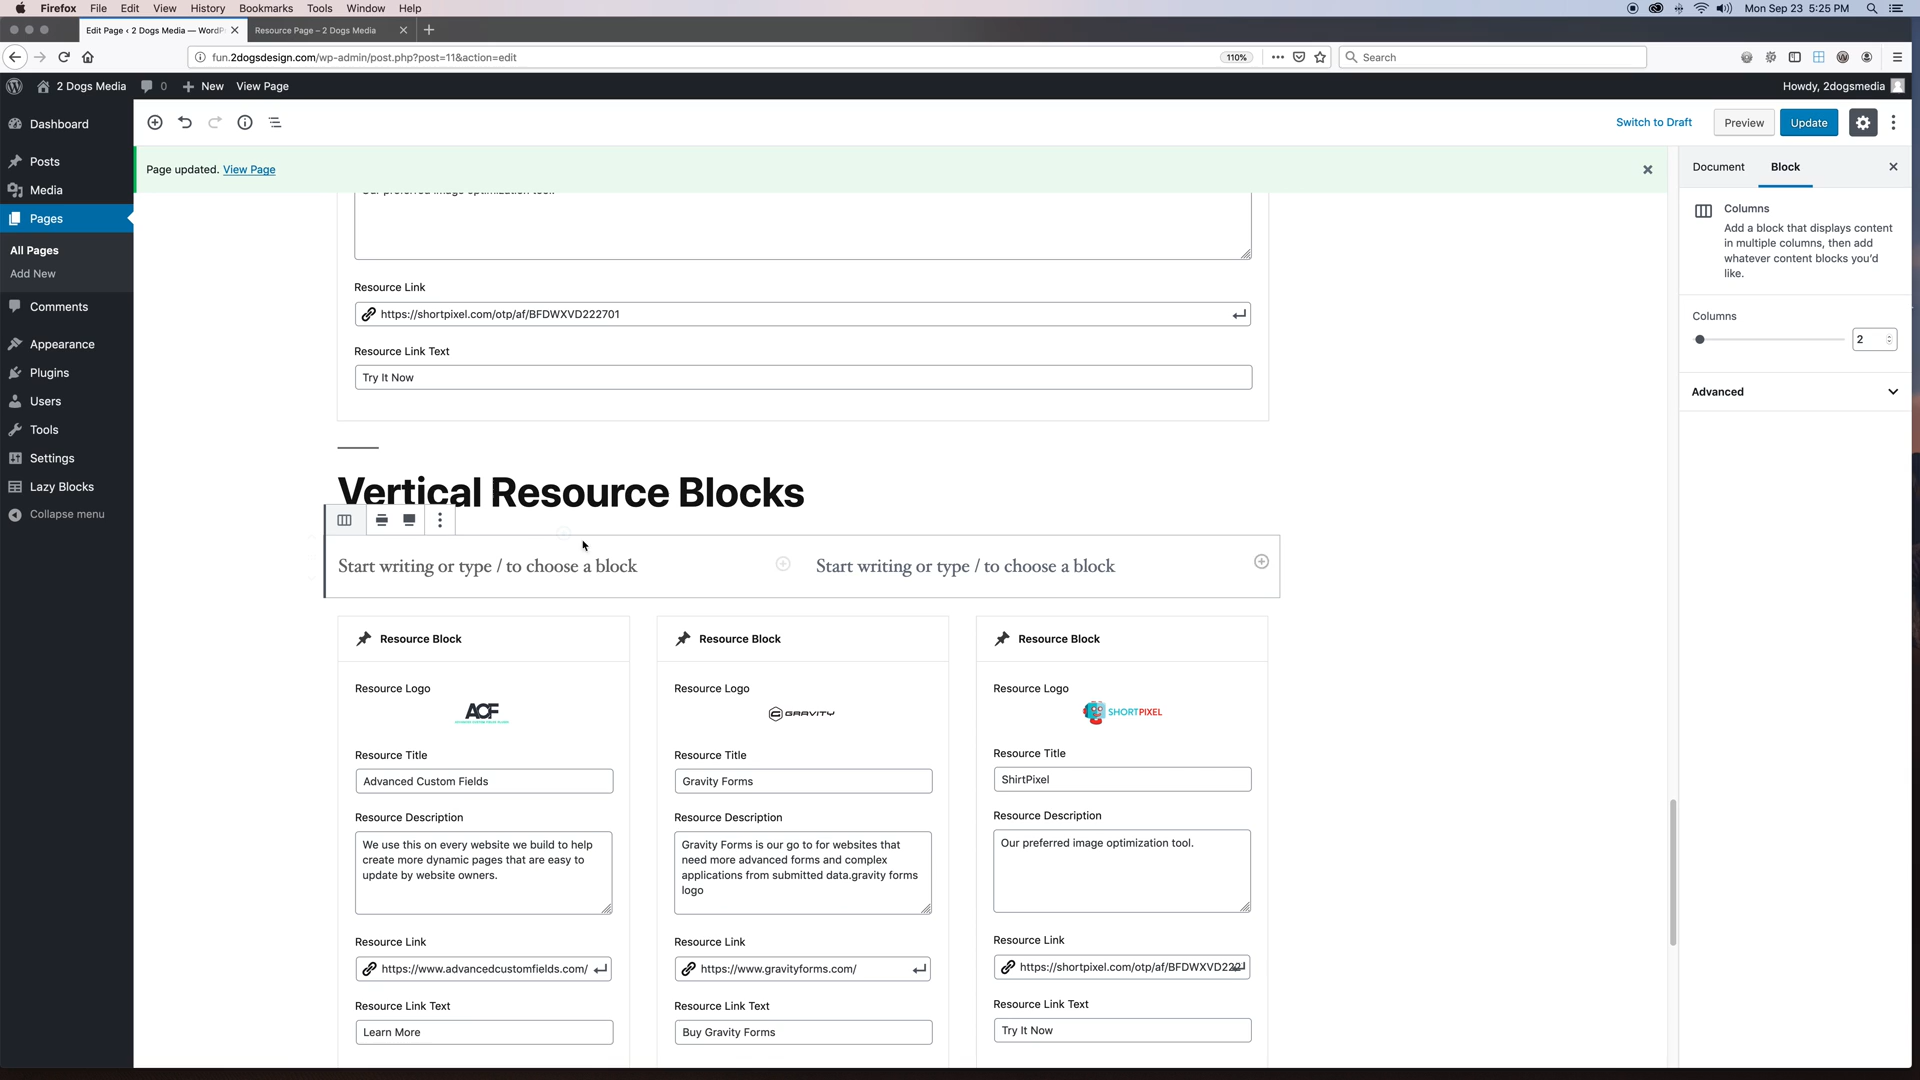 Firefox File Edit View History Bookmarks Tools Window Help
Mon Sep 23 5:25 PM
Edit Page ‹ 2 Dogs Media — WordP
Resource Page – 2 Dogs Media
fun.2dogsdesign.com/wp-admin/post.php?post=11&action=edit
110%
Search
2 Dogs Media
0
New
View Page
Howdy, 2dogsmedia
Dashboard
Posts
Media
Pages
All Pages
Add New
Comments
Appearance
Plugins
Users
Tools
Settings
Lazy Blocks
Collapse menu
Switch to Draft
Preview
Update
Page updated. View Page
Our preferred image optimization tool.
Resource Link
https://shortpixel.com/otp/af/BFDWXVD222701
Resource Link Text
Try It Now
Vertical Resource Blocks
Start writing or type / to choose a block
Start writing or type / to choose a block
Resource Block
Resource Logo
ACF
Resource Title
Advanced Custom Fields
Resource Description
We use this on every website we build to help
create more dynamic pages that are easy to
update by website owners.
Resource Link
https://www.advancedcustomfields.com/
Resource Link Text
Learn More
Resource Block
Resource Logo
GRAVITY
Resource Title
Gravity Forms
Resource Description
Gravity Forms is our go to for websites that
need more advanced forms and complex
applications from submitted data.gravity forms
logo
Resource Link
https://www.gravityforms.com/
Resource Link Text
Buy Gravity Forms
Resource Block
Resource Logo
SHORTPIXEL
Resource Title
ShirtPixel
Resource Description
Our preferred image optimization tool.
Resource Link
https://shortpixel.com/otp/af/BFDWXVD222
Resource Link Text
Try It Now
Document
Block
Columns
Add a block that displays content
in multiple columns, then add
whatever content blocks you'd
like.
Columns
2
Advanced